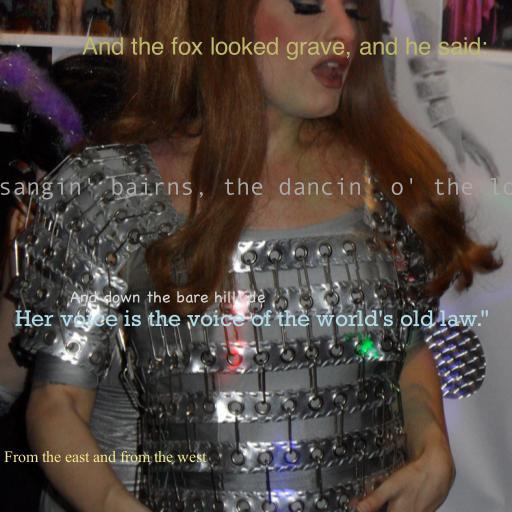 And the fox looked grave, and he said:
sangin' bairns, the dancin' o' the lo
And down the bare hillside
Her voice is the voice of the world's old law."
From the east and from the west